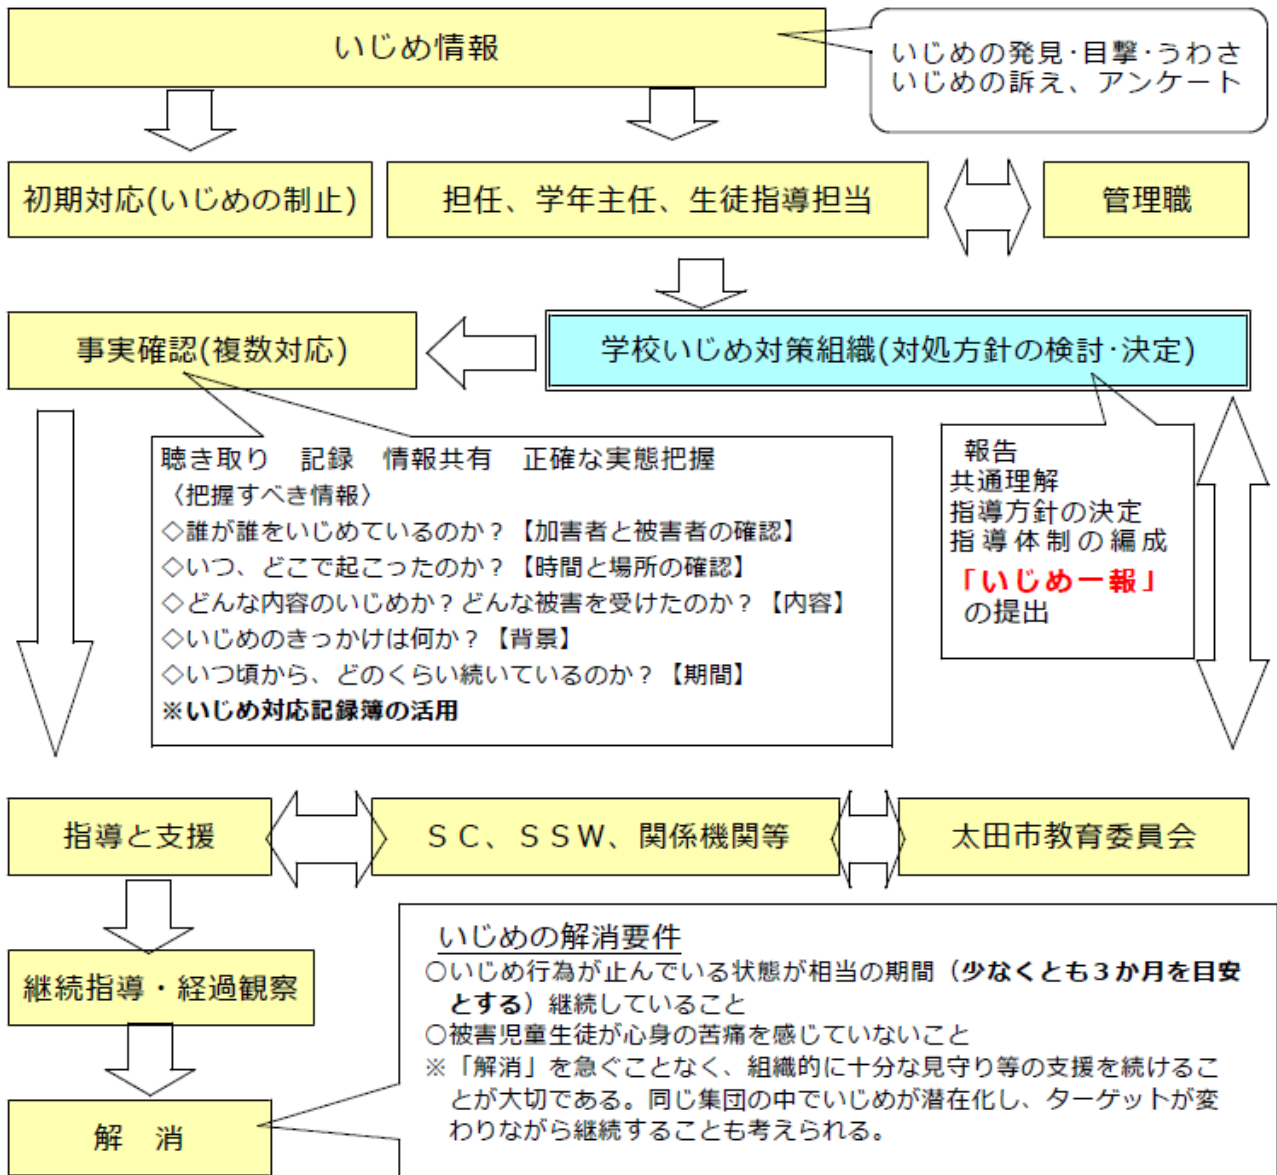 いじめ情報
いじめの発見･目撃･うわさ
いじめの訴え、アンケート
初期対応(いじめの制止)
担任、学年主任、生徒指導担当
管理職
事実確認(複数対応)
学校いじめ対策組織(対処方針の検討･決定)
聴き取り　記録　情報共有　正確な実態把握
〈把握すべき情報〉
◇誰が誰をいじめているのか？【加害者と被害者の確認】
◇いつ、どこで起こったのか？【時間と場所の確認】
◇どんな内容のいじめか？どんな被害を受けたのか？【内容】
◇いじめのきっかけは何か？【背景】
◇いつ頃から、どのくらい続いているのか？【期間】
※いじめ対応記録簿の活用
報告
共通理解
指導方針の決定
指導体制の編成
「いじめ一報」
の提出
指導と支援
ＳＣ、ＳＳＷ、関係機関等
太田市教育委員会
継続指導・経過観察
いじめの解消要件
○いじめ行為が止んでいる状態が相当の期間（少なくとも３か月を目安
とする）継続していること
○被害児童生徒が心身の苦痛を感じていないこと
※「解消」を急ぐことなく、組織的に十分な見守り等の支援を続けるこ
とが大切である。同じ集団の中でいじめが潜在化し、ターゲットが変
わりながら継続することも考えられる。
解　消